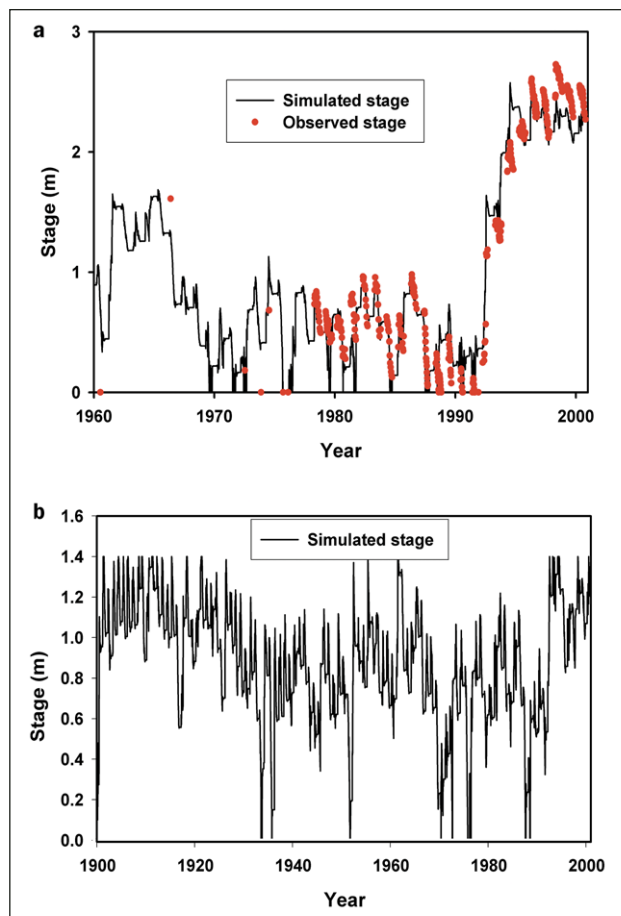 a
3
2
1
0
Stage (m)
Simulated stage
Observed stage
1960
1970
1980
1990
2000
Year
b
1.6
1.4
1.2
1.0
0.8
0.6
0.4
0.2
0.0
Stage (m)
Simulated stage
1900
1920
1940
1960
1980
2000
Year